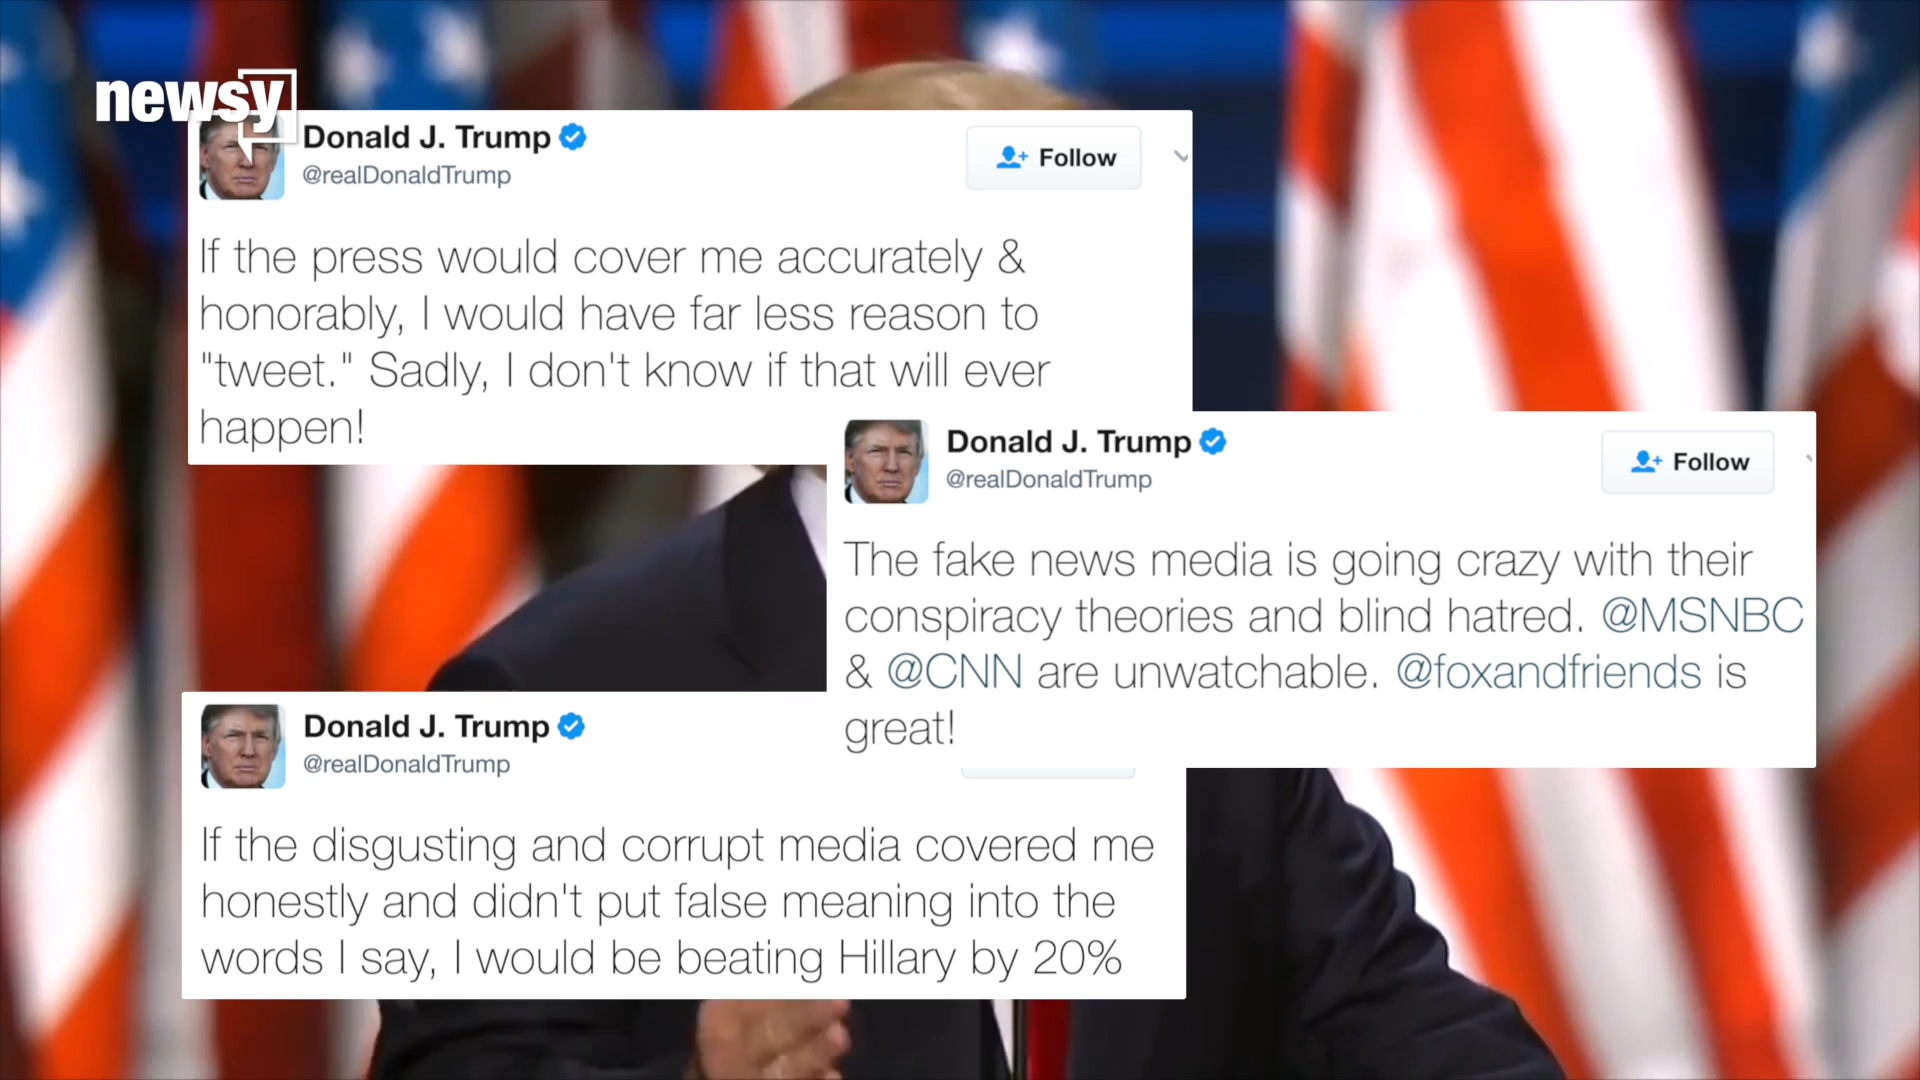 newsy
Donald J. Trump
@realDonaldTrump
Follow
If the press would cover me accurately &
honorably, I would have far less reason to
"tweet." Sadly, I don't know if that will ever
happen!
Donald J. Trump
@realDonaldTrump
Follow
The fake news media is going crazy with their
conspiracy theories and blind hatred. @MSNBC
& @CNN are unwatchable. @foxandfriends is
great!
Donald J. Trump
@realDonaldTrump
If the disgusting and corrupt media covered me
honestly and didn't put false meaning into the
words I say, I would be beating Hillary by 20%